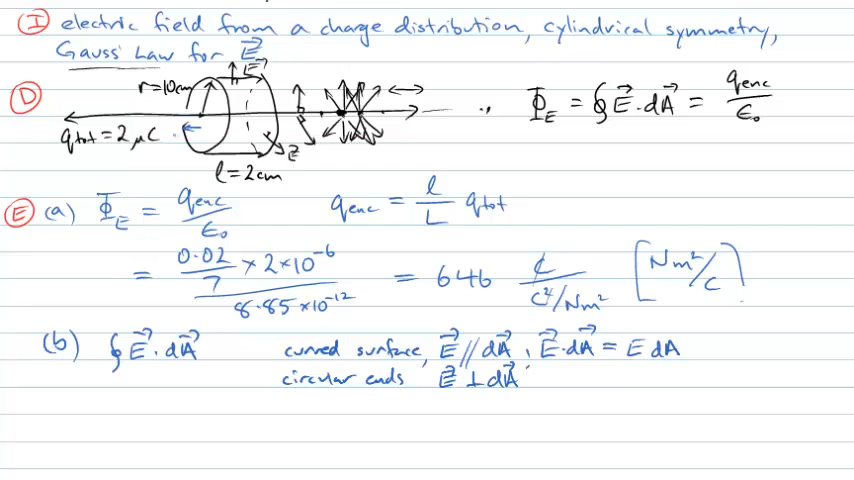 (I) electric field from a charge distribution, cylindrical symmetry,
Gauss' Law for E⃗
(D) r=10cm E⃗
q_tot = 2 μC E⃗
l = 2cm
∴ Φ_E = ∮E⃗.dA⃗ = q_enc/ε₀
(E) (a) Φ_E = q_enc/ε₀ q_enc = l/L q_tot
= (0.02/7 × 2×10⁻⁶)/(8.85×10⁻¹²) = 646 C/(C²/Nm²) [Nm²/C]
(b) ∮E⃗.dA⃗ curved surface, E⃗ // dA⃗ , E⃗.dA⃗ = E dA
circular ends E⃗ ⊥ dA⃗